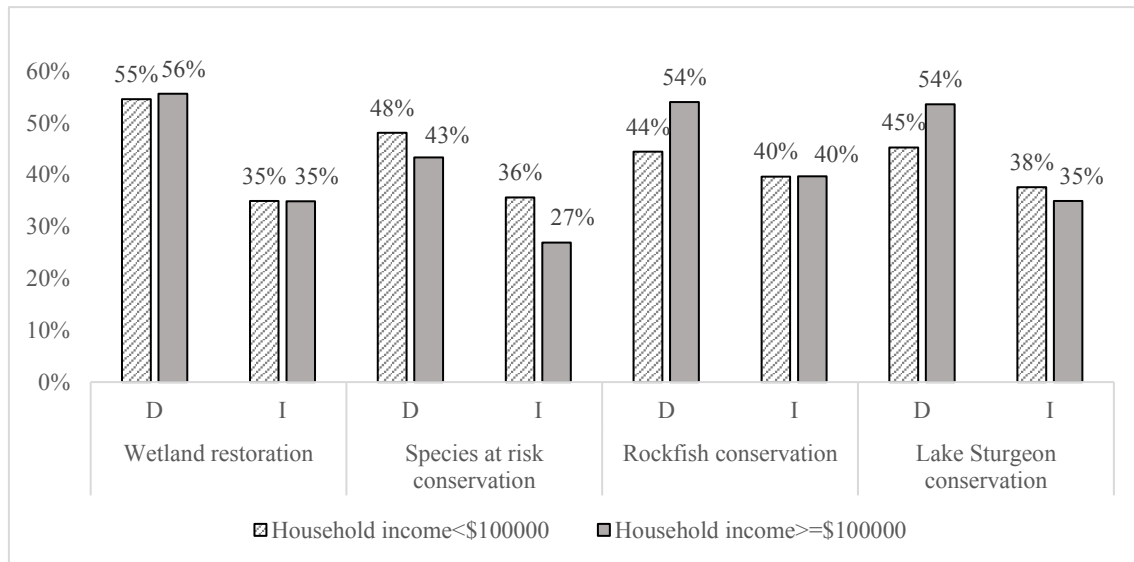 60%
50%
40%
30%
20%
10%
0%
55% 56%
35% 35%
48%
43%
36%
27%
44%
54%
40% 40%
45%
54%
38% 35%
D I D I D I D I
Wetland restoration
Species at risk
conservation
Rockfish conservation
Lake Sturgeon
conservation
Household income<$100000 Household income>=$100000